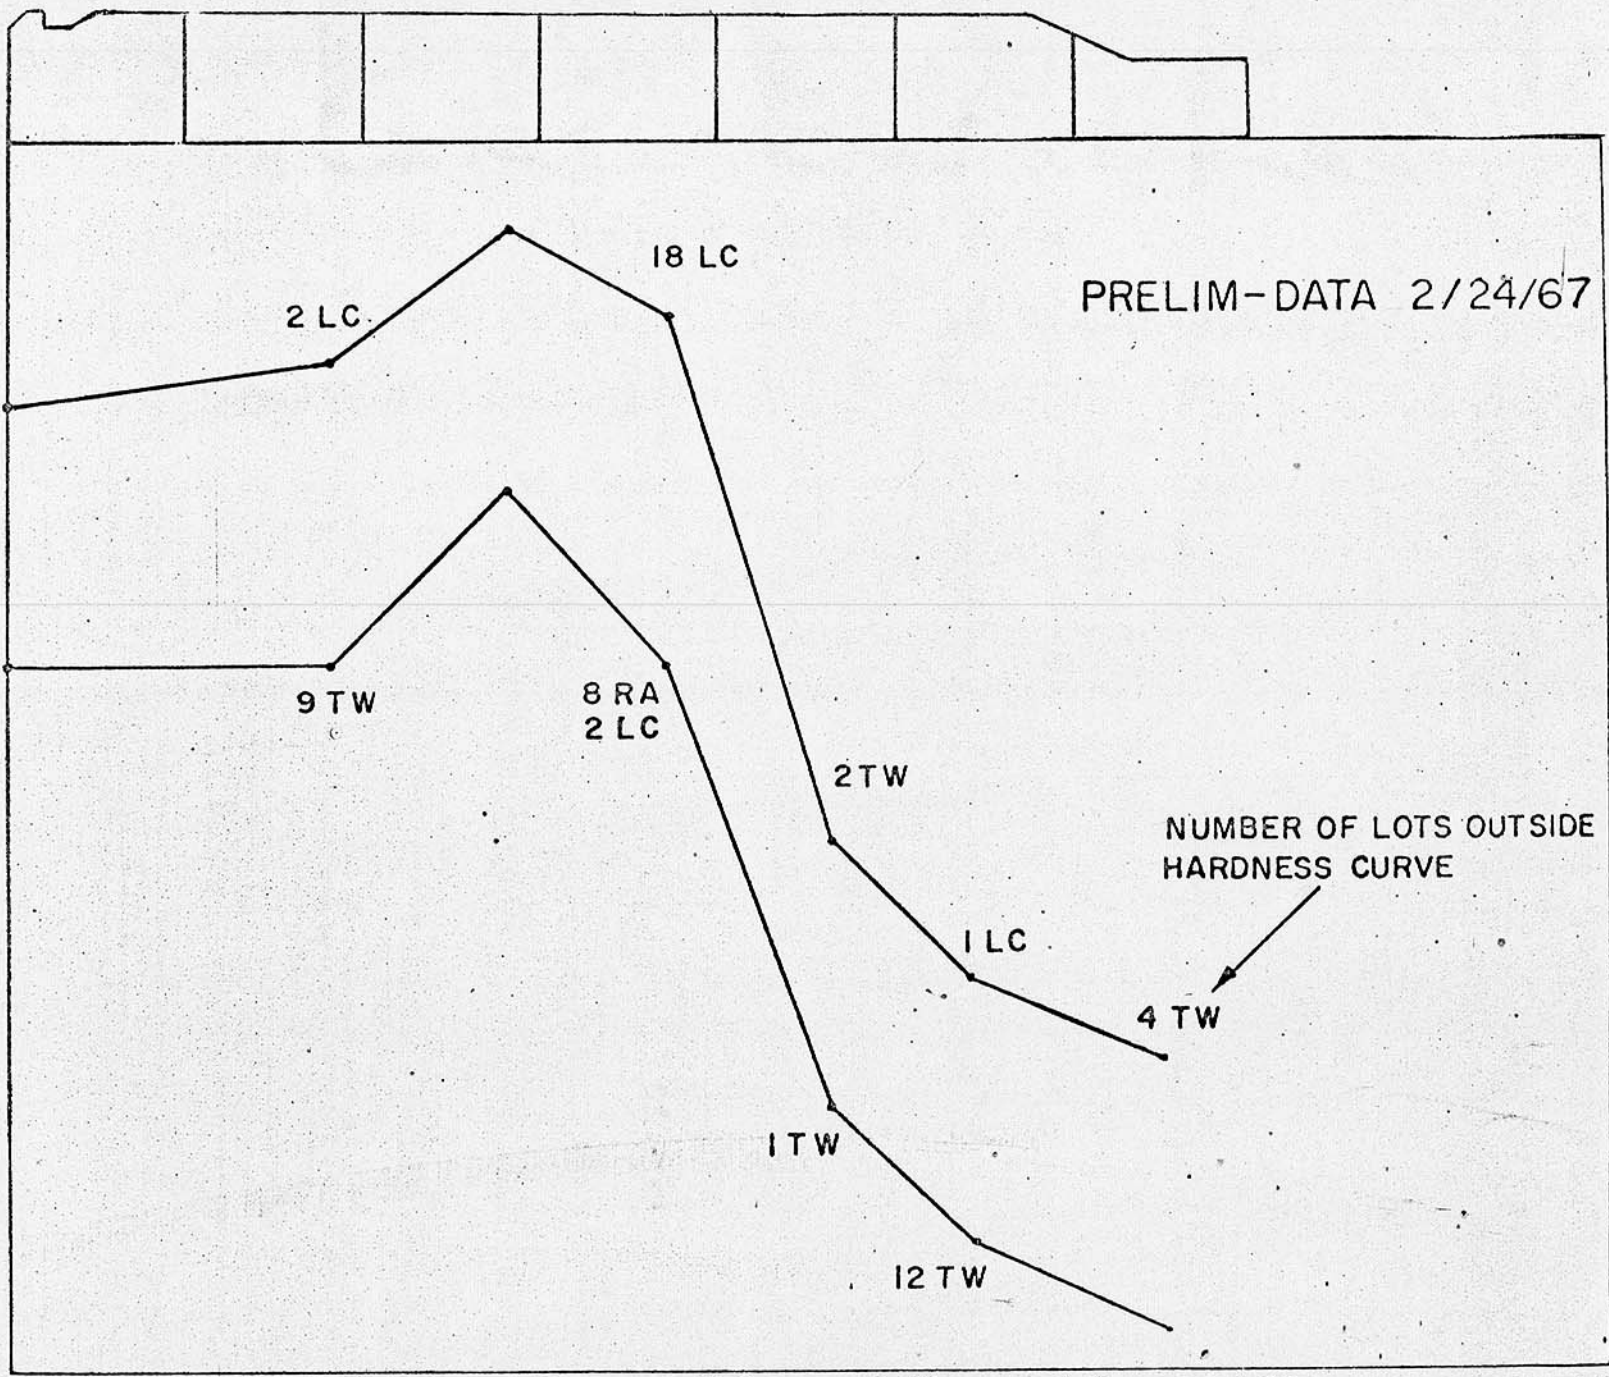 18 LC
2 LC
PRELIM-DATA 2/24/67
9 TW
8 RA
2 LC
2 TW
NUMBER OF LOTS OUTSIDE
HARDNESS CURVE
1 LC
4 TW
1 TW
12 TW